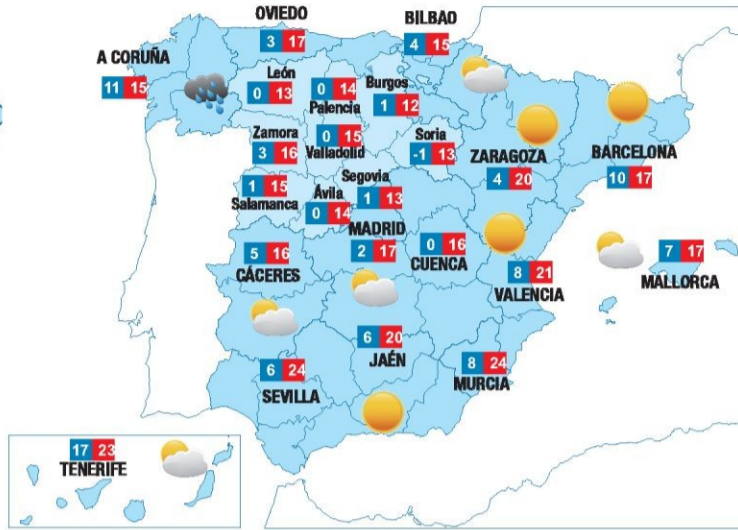 OVIEDO
3 17
BILBAO
4 15
A CORUÑA
11 15
León
0 13
0 14
Palencia
Burgos
1 12
Zamora
3 16
0 15
Valladolid
Soria
-1 13
ZARAGOZA
4 20
BARCELONA
10 17
1 15
Salamanca
Ávila
0 14
Segovia
1 13
MADRID
2 17
0 16
CUENCA
5 16
CÁCERES
8 21
VALENCIA
7 17
MALLORCA
6 20
JAÉN
6 24
SEVILLA
8 24
MURCIA
17 23
TENERIFE